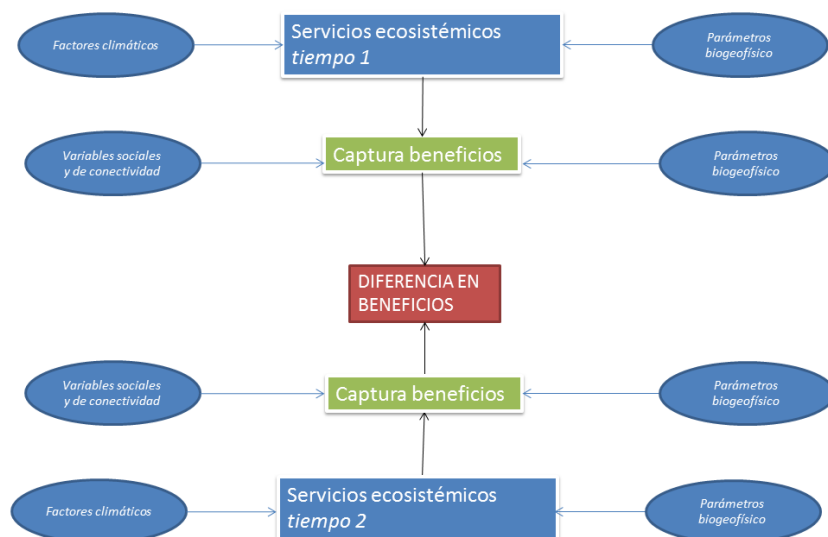 Factores climáticos
Servicios ecosistémicos
tiempo 1
Parámetros
biogeofísico
Variables sociales
y de conectividad
Captura beneficios
Parámetros
biogeofísico
DIFERENCIA EN
BENEFICIOS
Variables sociales
y de conectividad
Captura beneficios
Parámetros
biogeofísico
Factores climáticos
Servicios ecosistémicos
tiempo 2
Parámetros
biogeofísico